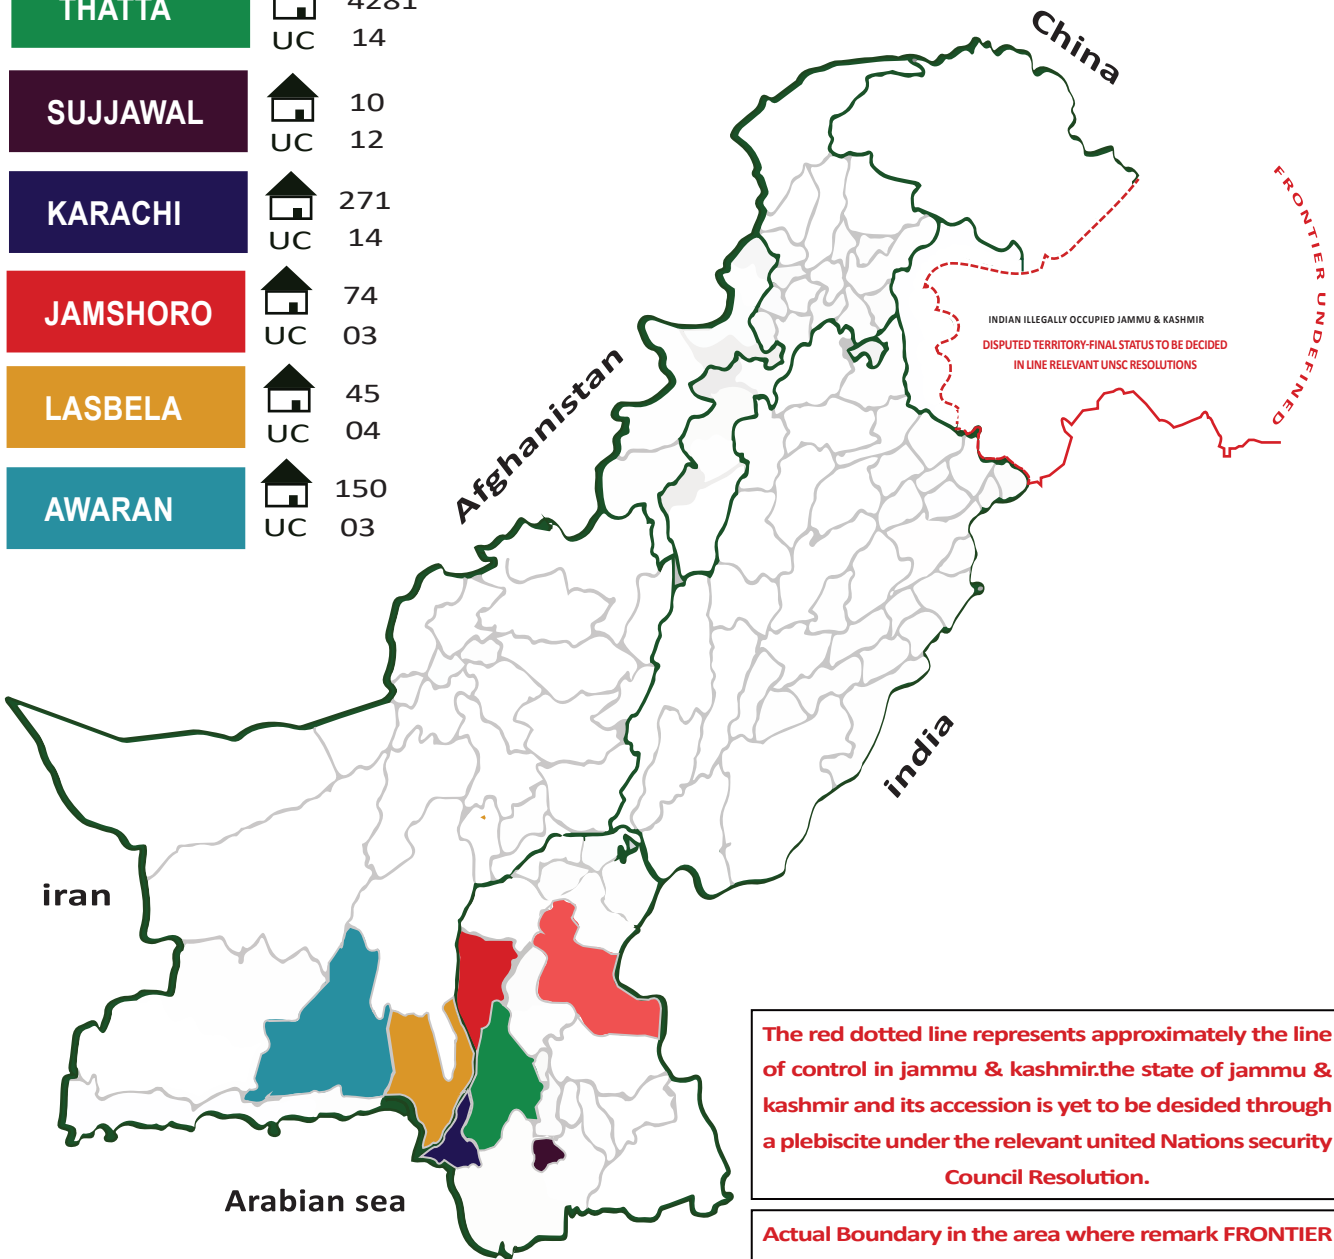 THATTA
4281
UC 14
SUJJAWAL
10
UC 12
KARACHI
271
UC 14
JAMSHORO
74
UC 03
LASBELA
45
UC 04
AWARAN
150
UC 03
China
FRONTIER UNDEFINED
INDIAN ILLEGALLY OCCUPIED JAMMU & KASHMIR
DISPUTED TERRITORY-FINAL STATUS TO BE DECIDED
IN LINE RELEVANT UNSC RESOLUTIONS
Afghanistan
india
iran
Arabian sea
The red dotted line represents approximately the line
of control in jammu & kashmir.the state of jammu &
kashmir and its accession is yet to be desided through
a plebiscite under the relevant united Nations security
Council Resolution.
Actual Boundary in the area where remark FRONTIER